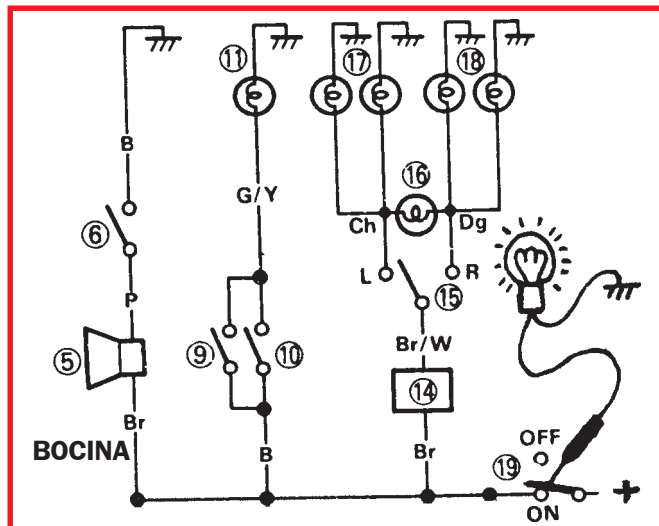 ⑪ ⑰ ⑱
B
G/Y
⑯
⑥ Ch Dg
L R
⑮
P
Br/W
⑤ ⑨ ⑩
⑭
Br OFF
BOCINA B Br ⑲
+
ON